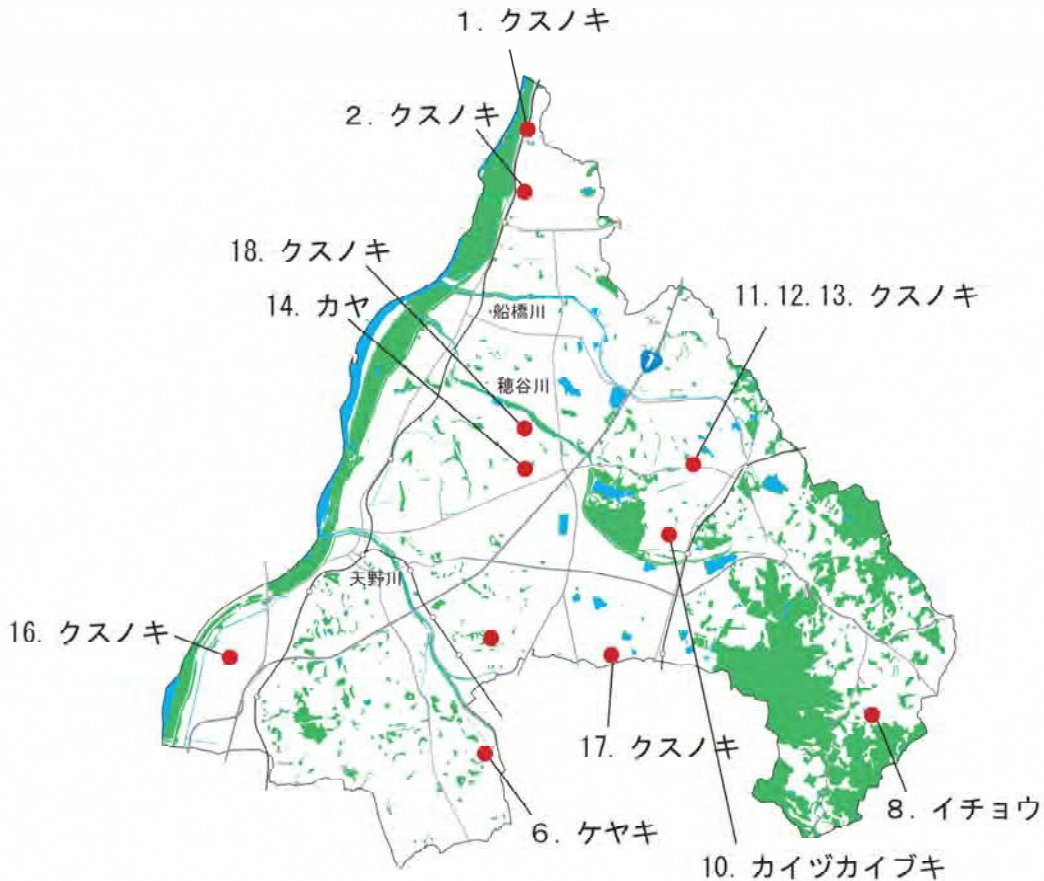 1. クスノキ
2. クスノキ
18. クスノキ
14. カヤ
11.12.13. クスノキ
船橋川
穂谷川
天野川
16. クスノキ
17. クスノキ
8. イチョウ
6. ケヤキ
10. カイヅカイブキ